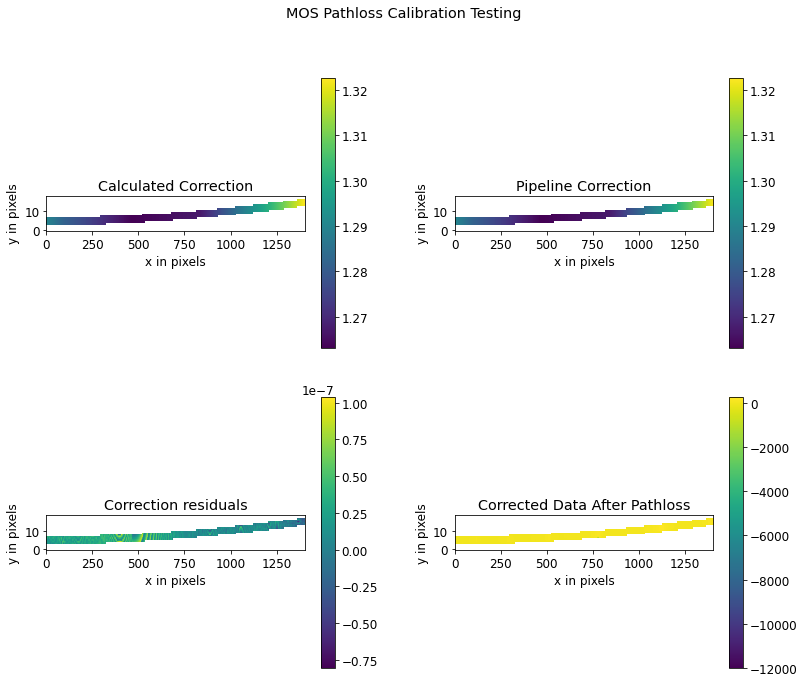 MOS Pathloss Calibration Testing
Calculated Correction
y in pixels
10
0
0 250 500 750 1000 1250
x in pixels
1.32
1.31
1.30
1.29
1.28
1.27
Pipeline Correction
y in pixels
10
0
0 250 500 750 1000 1250
x in pixels
1.32
1.31
1.30
1.29
1.28
1.27
Correction residuals
y in pixels
10
0
0 250 500 750 1000 1250
x in pixels
1e−7
1.00
0.75
0.50
0.25
0.00
−0.25
−0.50
−0.75
Corrected Data After Pathloss
y in pixels
10
0
0 250 500 750 1000 1250
x in pixels
0
−2000
−4000
−6000
−8000
−10000
−12000